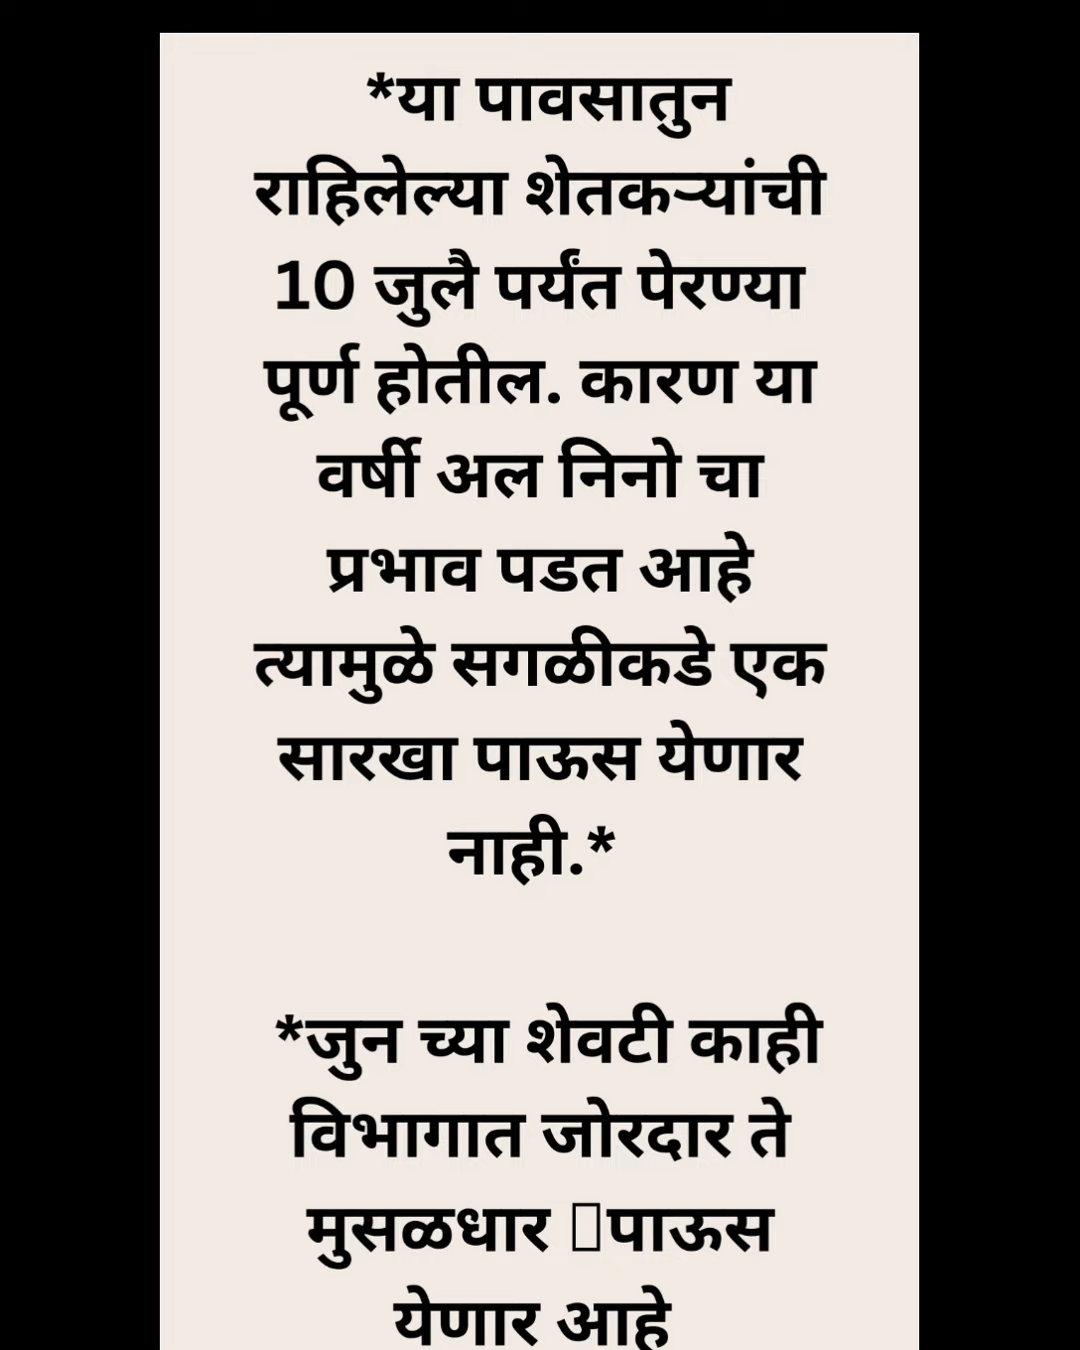 *या पावसातुन
राहिलेल्या शेतकऱ्यांची
10 जुलै पर्यंत पेरण्या
पूर्ण होतील. कारण या
वर्षी अल निनो चा
प्रभाव पडत आहे
त्यामुळे सगळीकडे एक
सारखा पाऊस येणार
नाही.*
*जुन च्या शेवटी काही
विभागात जोरदार ते
मुसळधार पाऊस
येणार आहे